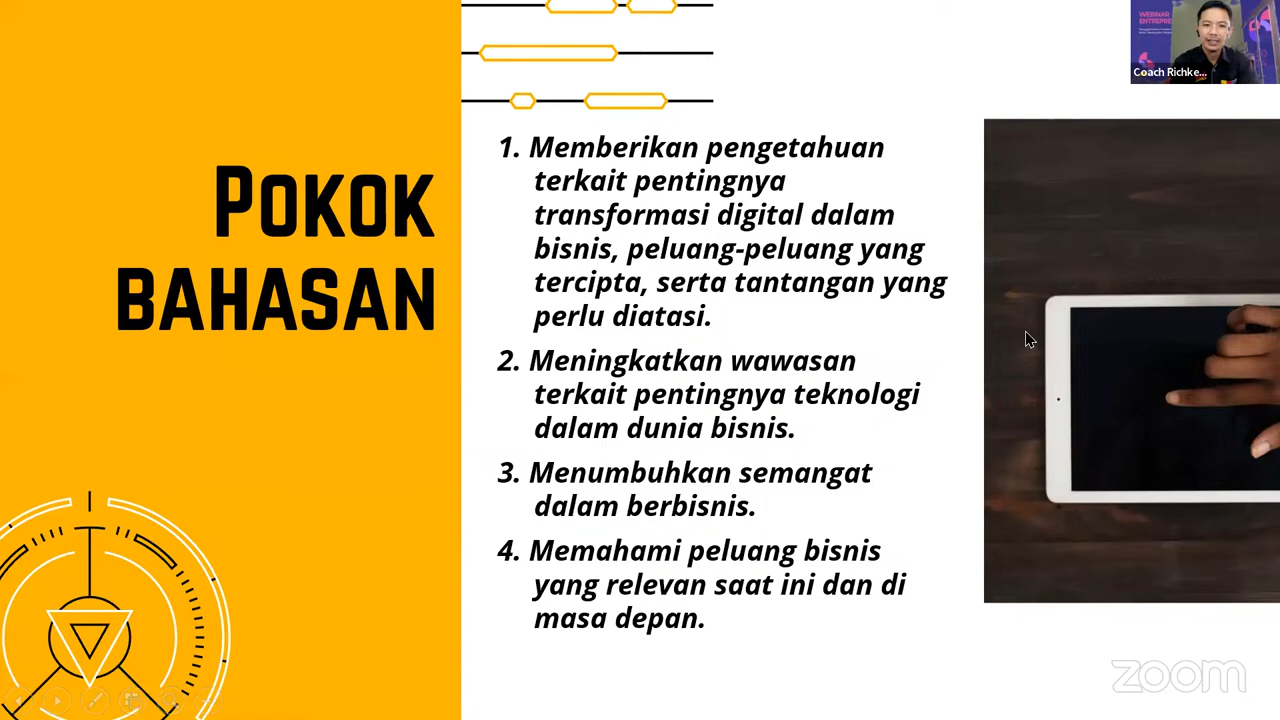 POKOK
BAHASAN
1. Memberikan pengetahuan
terkait pentingnya
transformasi digital dalam
bisnis, peluang-peluang yang
tercipta, serta tantangan yang
perlu diatasi.
2. Meningkatkan wawasan
terkait pentingnya teknologi
dalam dunia bisnis.
3. Menumbuhkan semangat
dalam berbisnis.
4. Memahami peluang bisnis
yang relevan saat ini dan di
masa depan.
WEBINAR
ENTREPRE
Coach Richke...
zoom